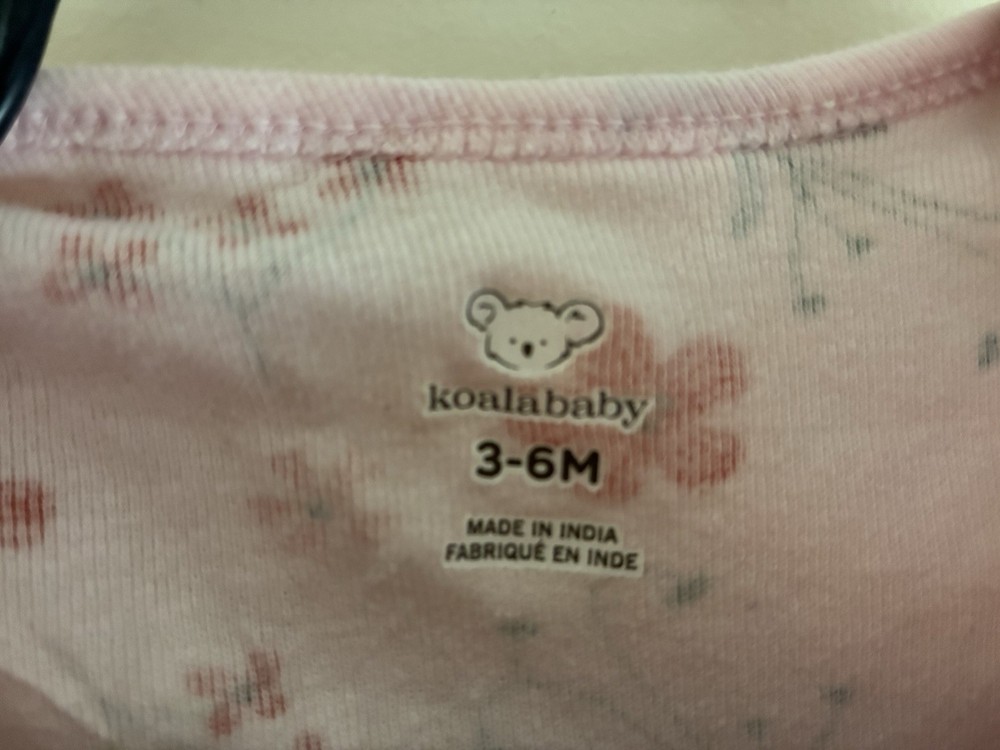 koalababy
3-6M
MADE IN INDIA
FABRIQUÉ EN INDE